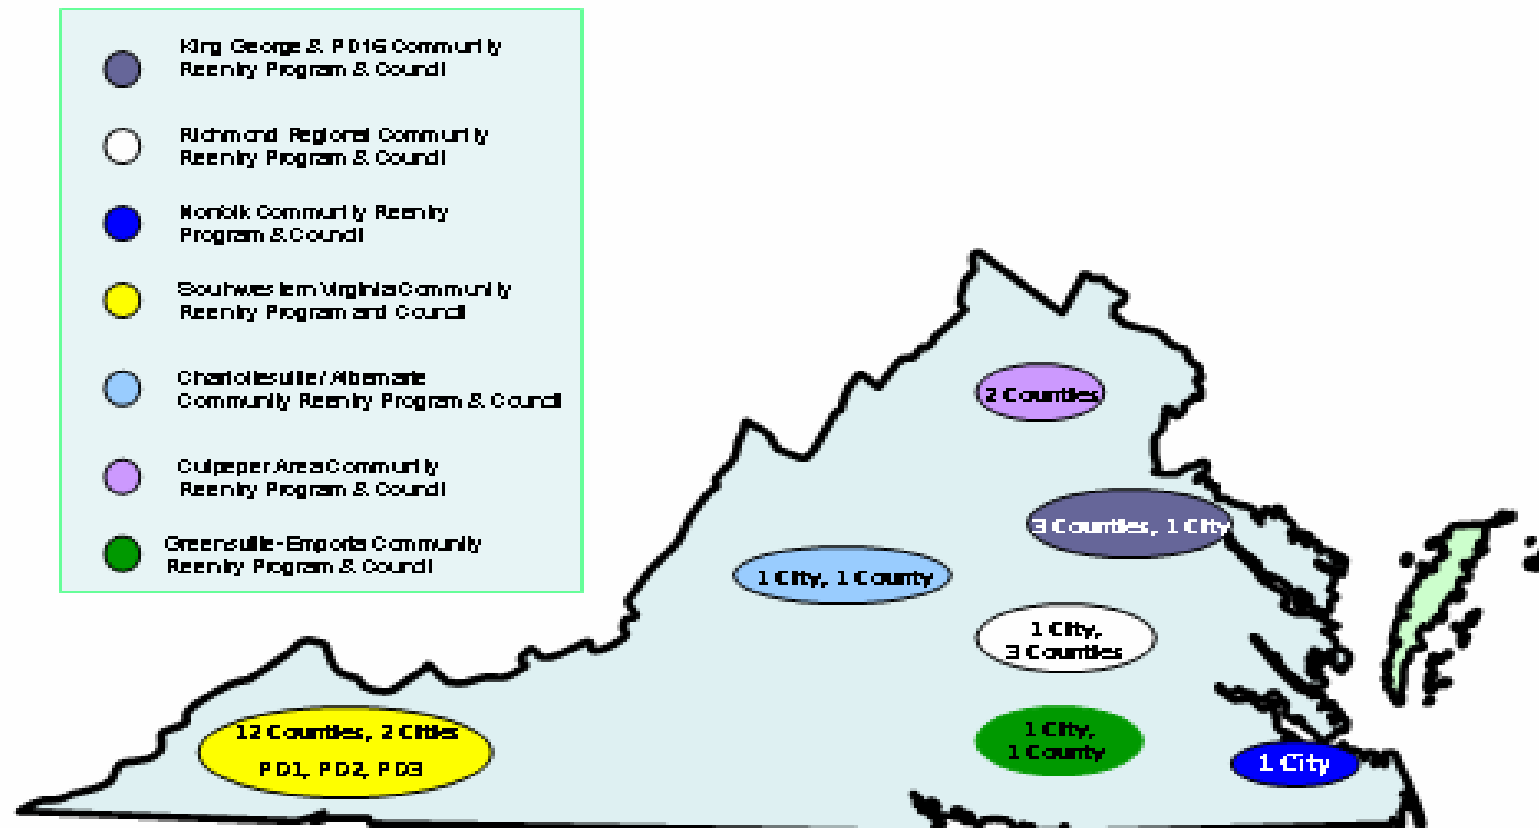 King George & PD16 Community
Reentry Program & Council
Richmond Regional Community
Reentry Program & Council
Norfolk Community Reentry
Program & Council
Southwestern Virginia Community
Reentry Program and Council
Charlottesville/ Albemarle
Community Reentry Program & Council
Culpeper Area Community
Reentry Program & Council
Greensville-Emporia Community
Reentry Program & Council
2 Counties
3 Counties, 1 City
1 City, 1 County
1 City,
3 Counties
12 Counties, 2 Cities
PD1, PD2, PD3
1 City,
1 County
1 City